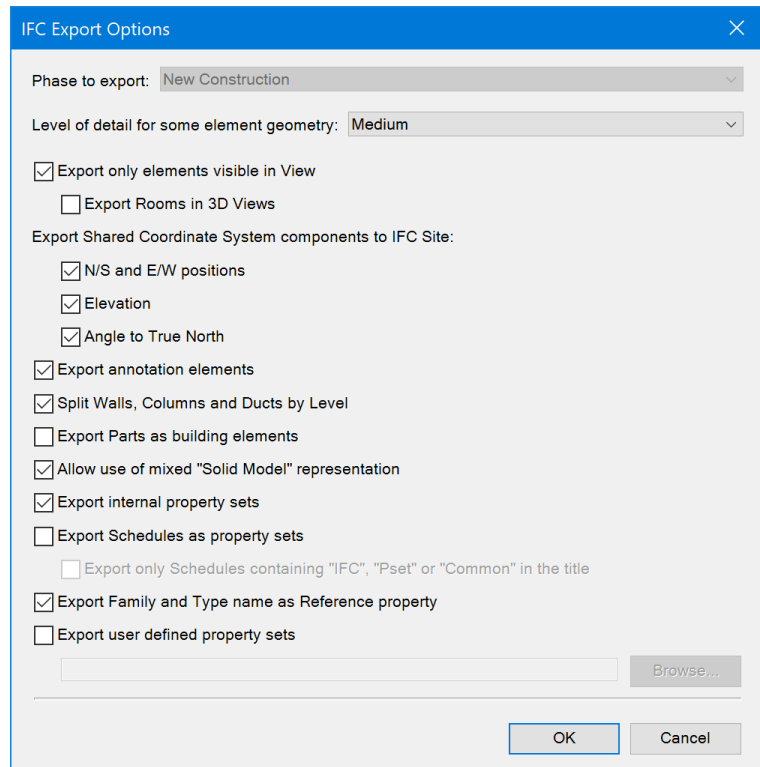 IFC Export Options
Phase to export: New Construction
Level of detail for some element geometry: Medium
Export only elements visible in View
Export Rooms in 3D Views
Export Shared Coordinate System components to IFC Site:
N/S and E/W positions
Elevation
Angle to True North
Export annotation elements
Split Walls, Columns and Ducts by Level
Export Parts as building elements
Allow use of mixed "Solid Model" representation
Export internal property sets
Export Schedules as property sets
Export only Schedules containing "IFC", "Pset" or "Common" in the title
Export Family and Type name as Reference property
Export user defined property sets
Browse...
OK Cancel